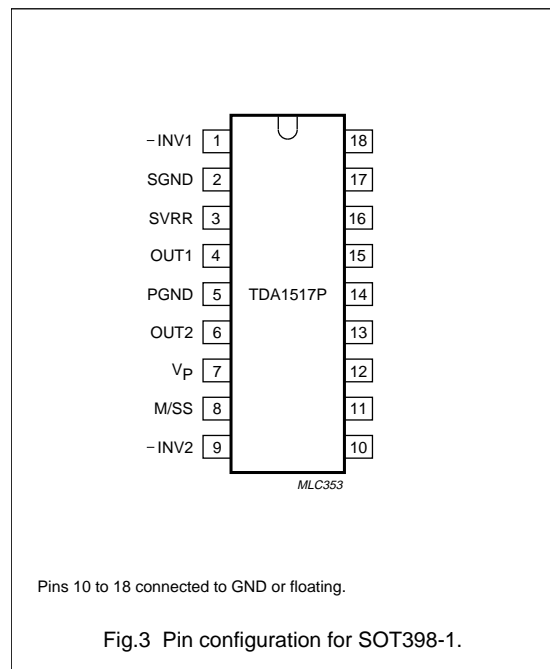 −INV1 1 18
SGND 2 17
SVRR 3 16
OUT1 4 15
PGND 5 TDA1517P 14
OUT2 6 13
VP 7 12
M/SS 8 11
−INV2 9 10
MLC353
Pins 10 to 18 connected to GND or floating.
Fig.3 Pin configuration for SOT398-1.